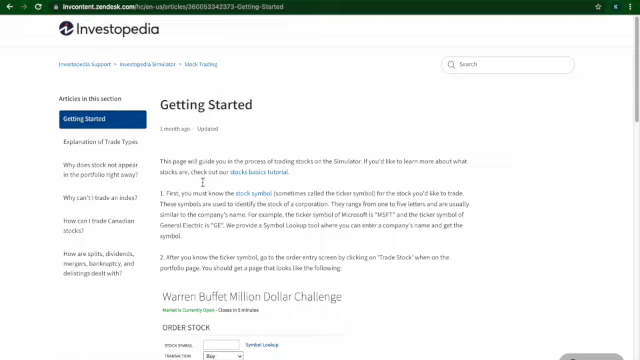 invcontent.zendesk.com/hc/en-us/articles/360053342373-Getting-Started
Investopedia
Investopedia Support > Investopedia Simulator > Stock Trading
Search
Articles in this section
Getting Started
Explanation of Trade Types
Why does stock not appear
in the portfolio right away?
Why can't I trade an index?
How can I trade Canadian
stocks?
How are splits, dividends,
mergers, bankruptcy, and
delistings dealt with?
Getting Started
1 month ago · Updated
This page will guide you in the process of trading stocks on the Simulator. If you'd like to learn more about what
stocks are, check out our stocks basics tutorial.
1. First, you must know the stock symbol (sometimes called the ticker symbol) for the stock you'd like to trade.
These symbols are used to identify the stock of a corporation. They range from one to five letters and are usually
similar to the company's name. For example, the ticker symbol of Microsoft is "MSFT" and the ticker symbol of
General Electric is "GE". We provide a Symbol Lookup tool where you can enter a company's name and get the
symbol.
2. After you know the ticker symbol, go to the order entry screen by clicking on "Trade Stock" when on the
portfolio page. You should get a page that looks like the following:
Warren Buffet Million Dollar Challenge
Market is Currently Open - Closes in 5 minutes
ORDER STOCK
STOCK SYMBOL
Symbol Lookup
TRANSACTION
Buy